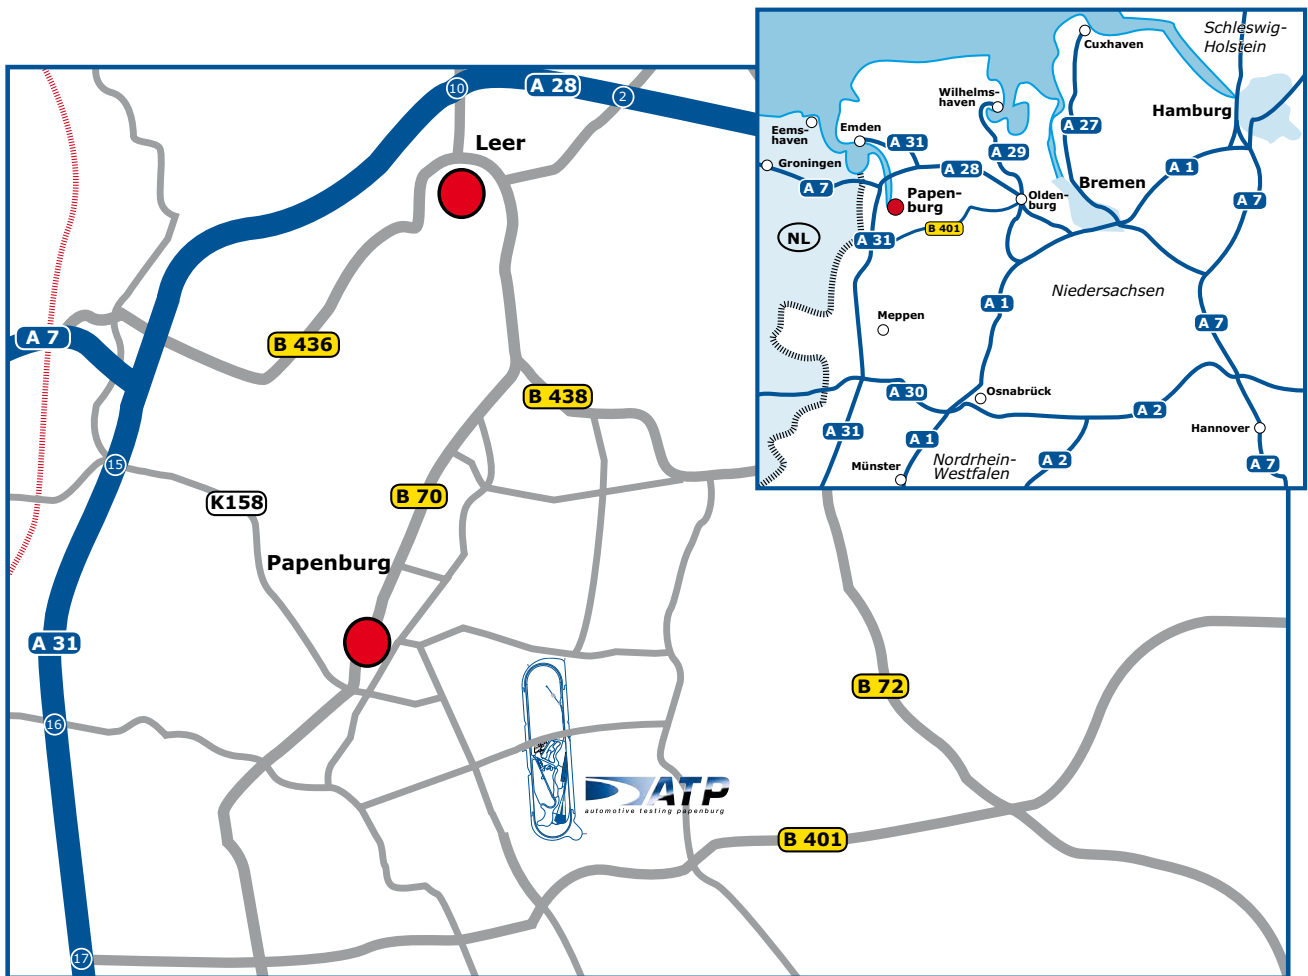 10
A 28
2
Leer
A 7
B 436
B 438
15
K158
B 70
Papenburg
A 31
B 72
16
ATP
automotive testing papenburg
B 401
17
Schleswig-
Holstein
Cuxhaven
Wilhelms-
haven
Hamburg
Eems-
haven
Emden
A 31
A 27
A 29
Groningen
A 28
A 1
A 7
Papen-
burg
Bremen
Olden-
burg
A 7
B 401
NL
A 31
Niedersachsen
A 1
Meppen
A 7
A 30
Osnabrück
A 2
A 31
A 1
Hannover
Münster
Nordrhein-
Westfalen
A 2
A 7